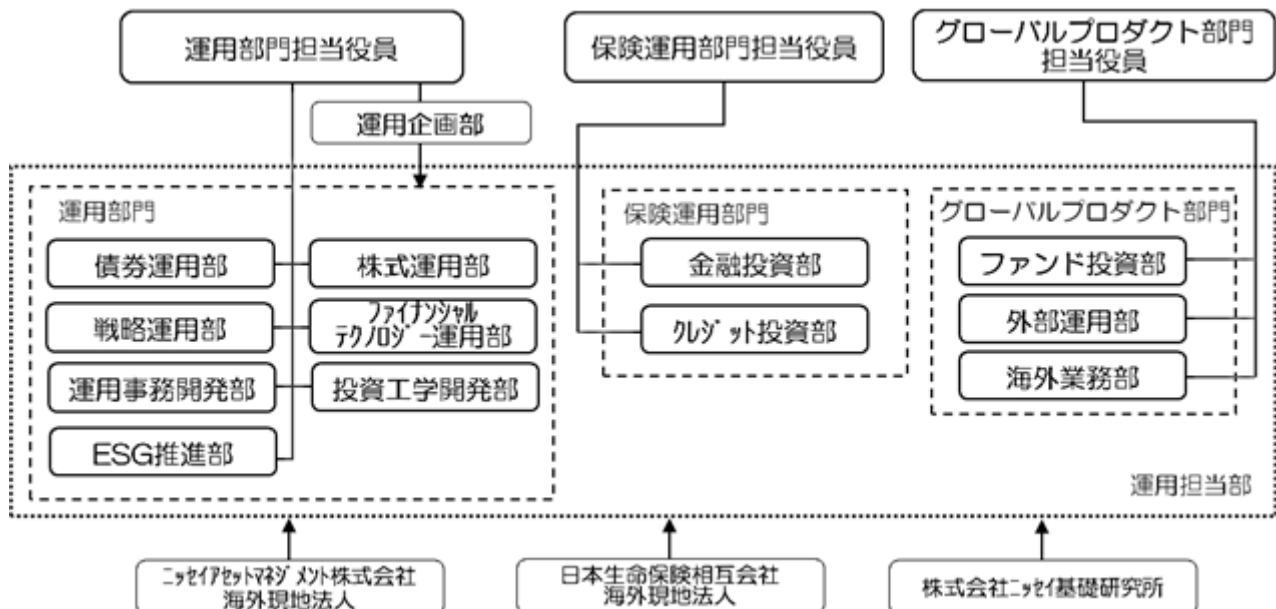 運用部門担当役員
保険運用部門担当役員
グローバルプロダクト部門
担当役員
運用企画部
運用部門
債券運用部
株式運用部
戦略運用部
ファイナンシャル
テクノロジー運用部
運用事務開発部
投資工学開発部
ESG推進部
保険運用部門
金融投資部
クレジット投資部
グローバルプロダクト部門
ファンド投資部
外部運用部
海外業務部
運用担当部
ニッセイアセットマネジメント株式会社
海外現地法人
日本生命保険相互会社
海外現地法人
株式会社ニッセイ基礎研究所